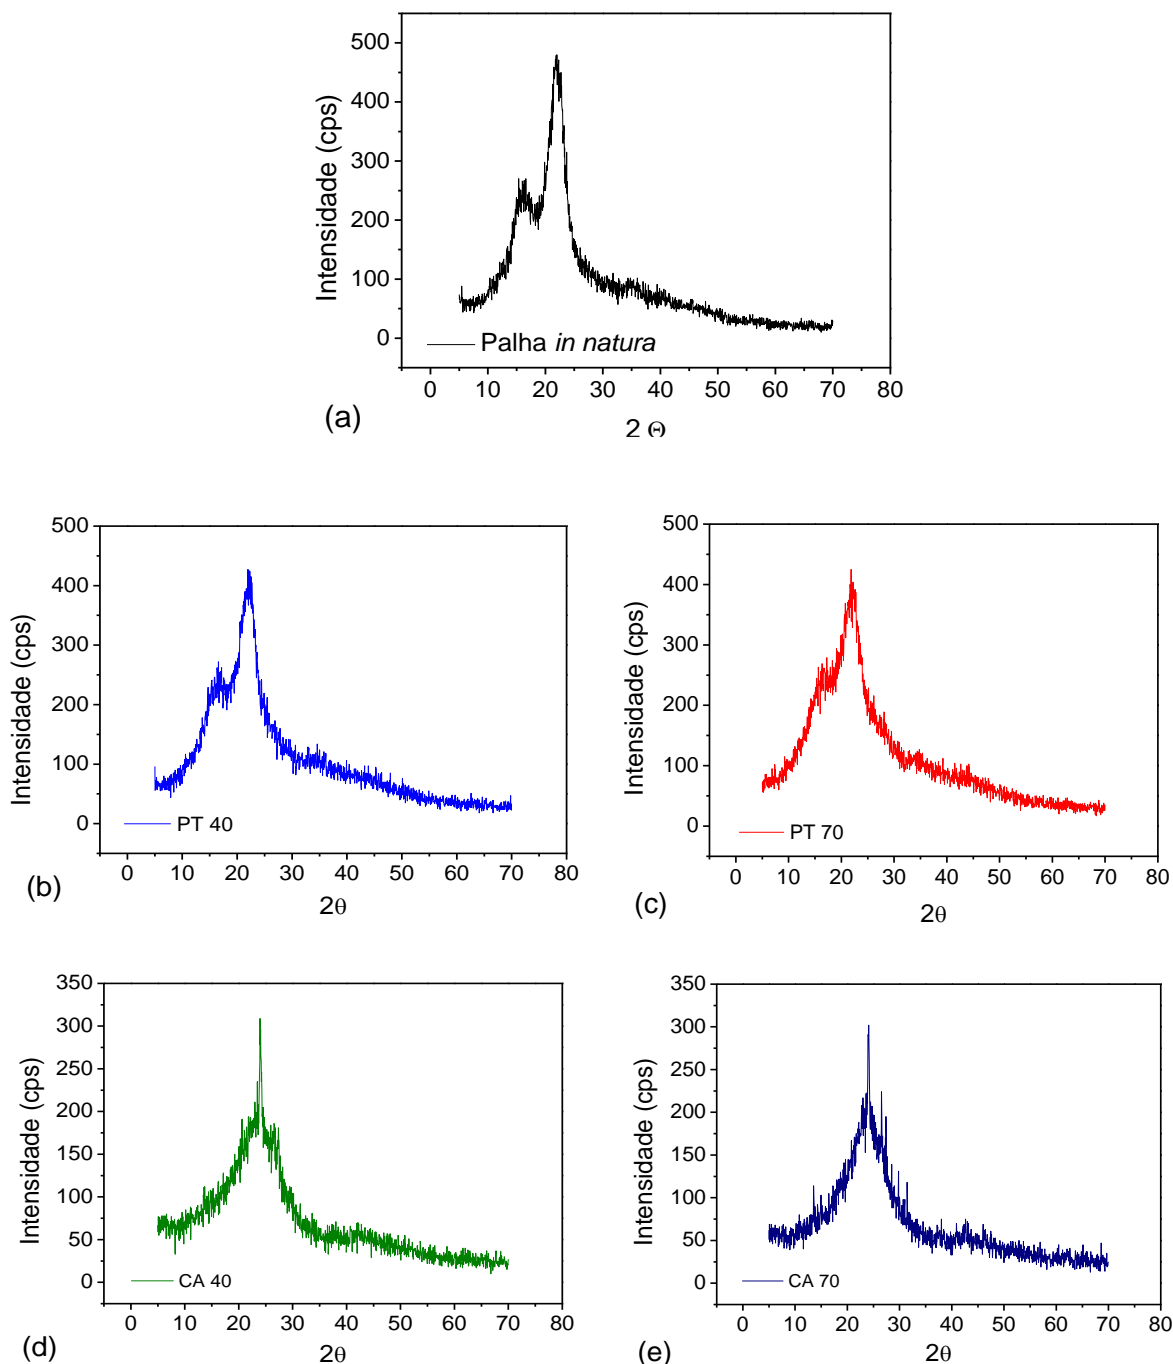 500
400
300
200
100
0
Intensidade (cps)
Palha in natura
0 10 20 30 40 50 60 70 80
(a)
2 Θ
500
400
300
200
100
0
Intensidade (cps)
PT 40
0 10 20 30 40 50 60 70 80
(b)
2θ
500
400
300
200
100
0
Intensidade (cps)
PT 70
0 10 20 30 40 50 60 70 80
(c)
2θ
350
300
250
200
150
100
50
0
Intensidade (cps)
CA 40
0 10 20 30 40 50 60 70 80
(d)
2θ
350
300
250
200
150
100
50
0
Intensidade (cps)
CA 70
0 10 20 30 40 50 60 70 80
(e)
2θ